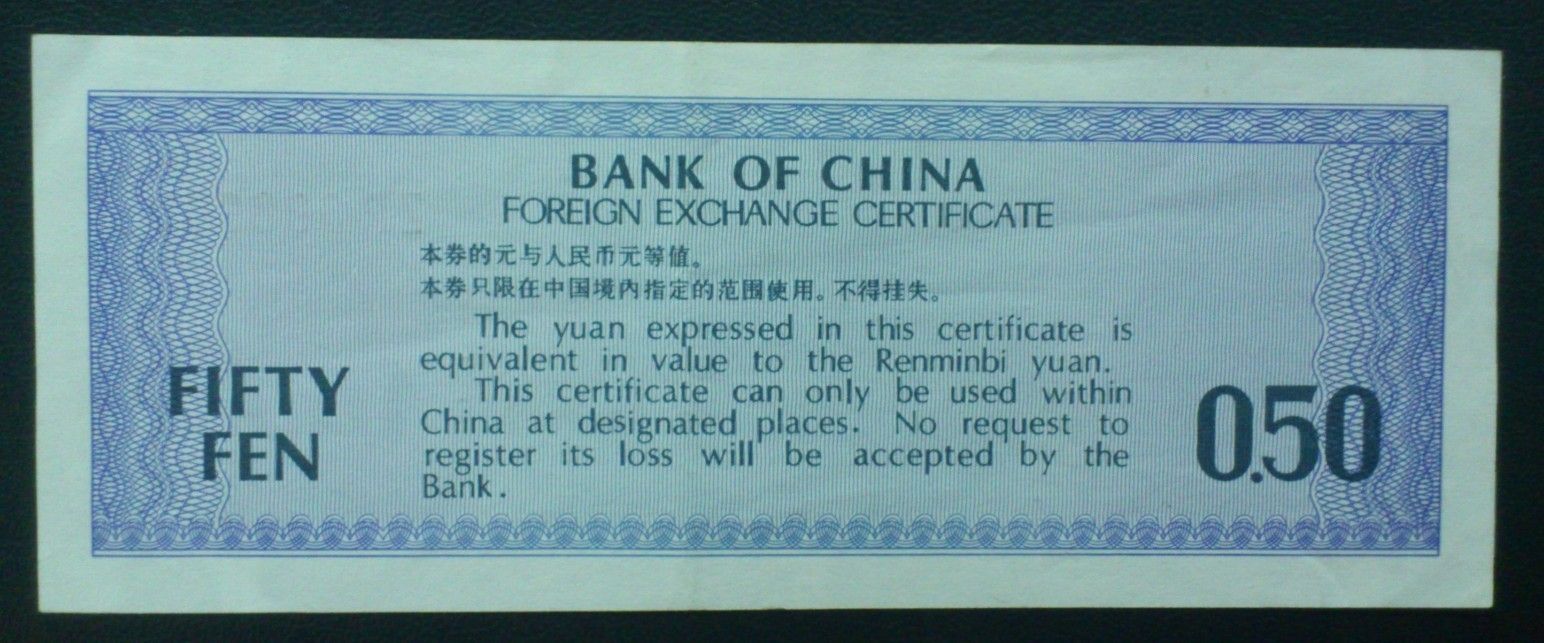 BANK OF CHINA
FOREIGN EXCHANGE CERTIFICATE
本券的元与人民币元等值。
本券只限在中国境内指定的范围使用。不得挂失。
The yuan expressed in this certificate is
equivalent in value to the Renminbi yuan.
This certificate can only be used within
China at designated places. No request to
register its loss will be accepted by the
Bank.
FIFTY
FEN
0.50